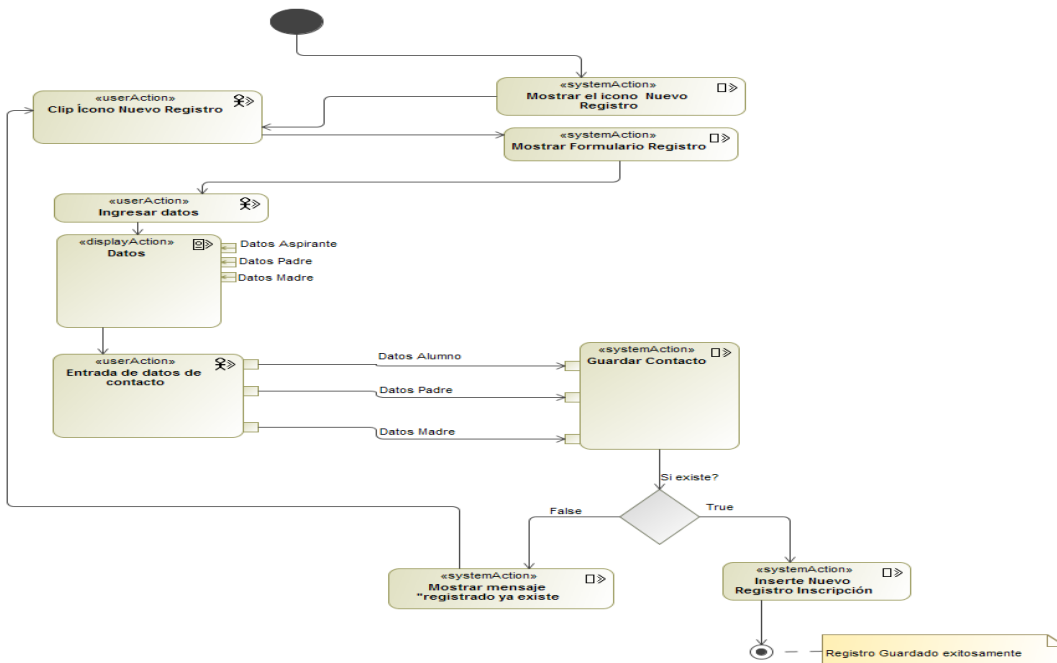 «systemAction»
Mostrar el icono Nuevo
Registro
«userAction»
Clip Ícono Nuevo Registro
«systemAction»
Mostrar Formulario Registro
«userAction»
Ingresar datos
«displayAction»
Datos
Datos Aspirante
Datos Padre
Datos Madre
«userAction»
Entrada de datos de
contacto
Datos Alumno
Datos Padre
Datos Madre
«systemAction»
Guardar Contacto
Si existe?
False
True
«systemAction»
Mostrar mensaje
"registrado ya existe
«systemAction»
Inserte Nuevo
Registro Inscripción
Registro Guardado exitosamente